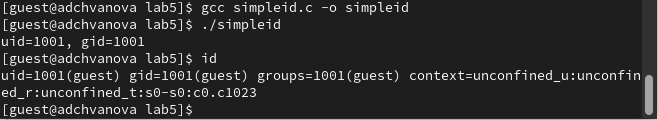 [guest@adchvanova lab5]$ gcc simpleid.c -o simpleid
[guest@adchvanova lab5]$ ./simpleid
uid=1001, gid=1001
[guest@adchvanova lab5]$ id
uid=1001(guest) gid=1001(guest) groups=1001(guest) context=unconfined_u:unconfin
ed_r:unconfined_t:s0-s0:c0.c1023
[guest@adchvanova lab5]$